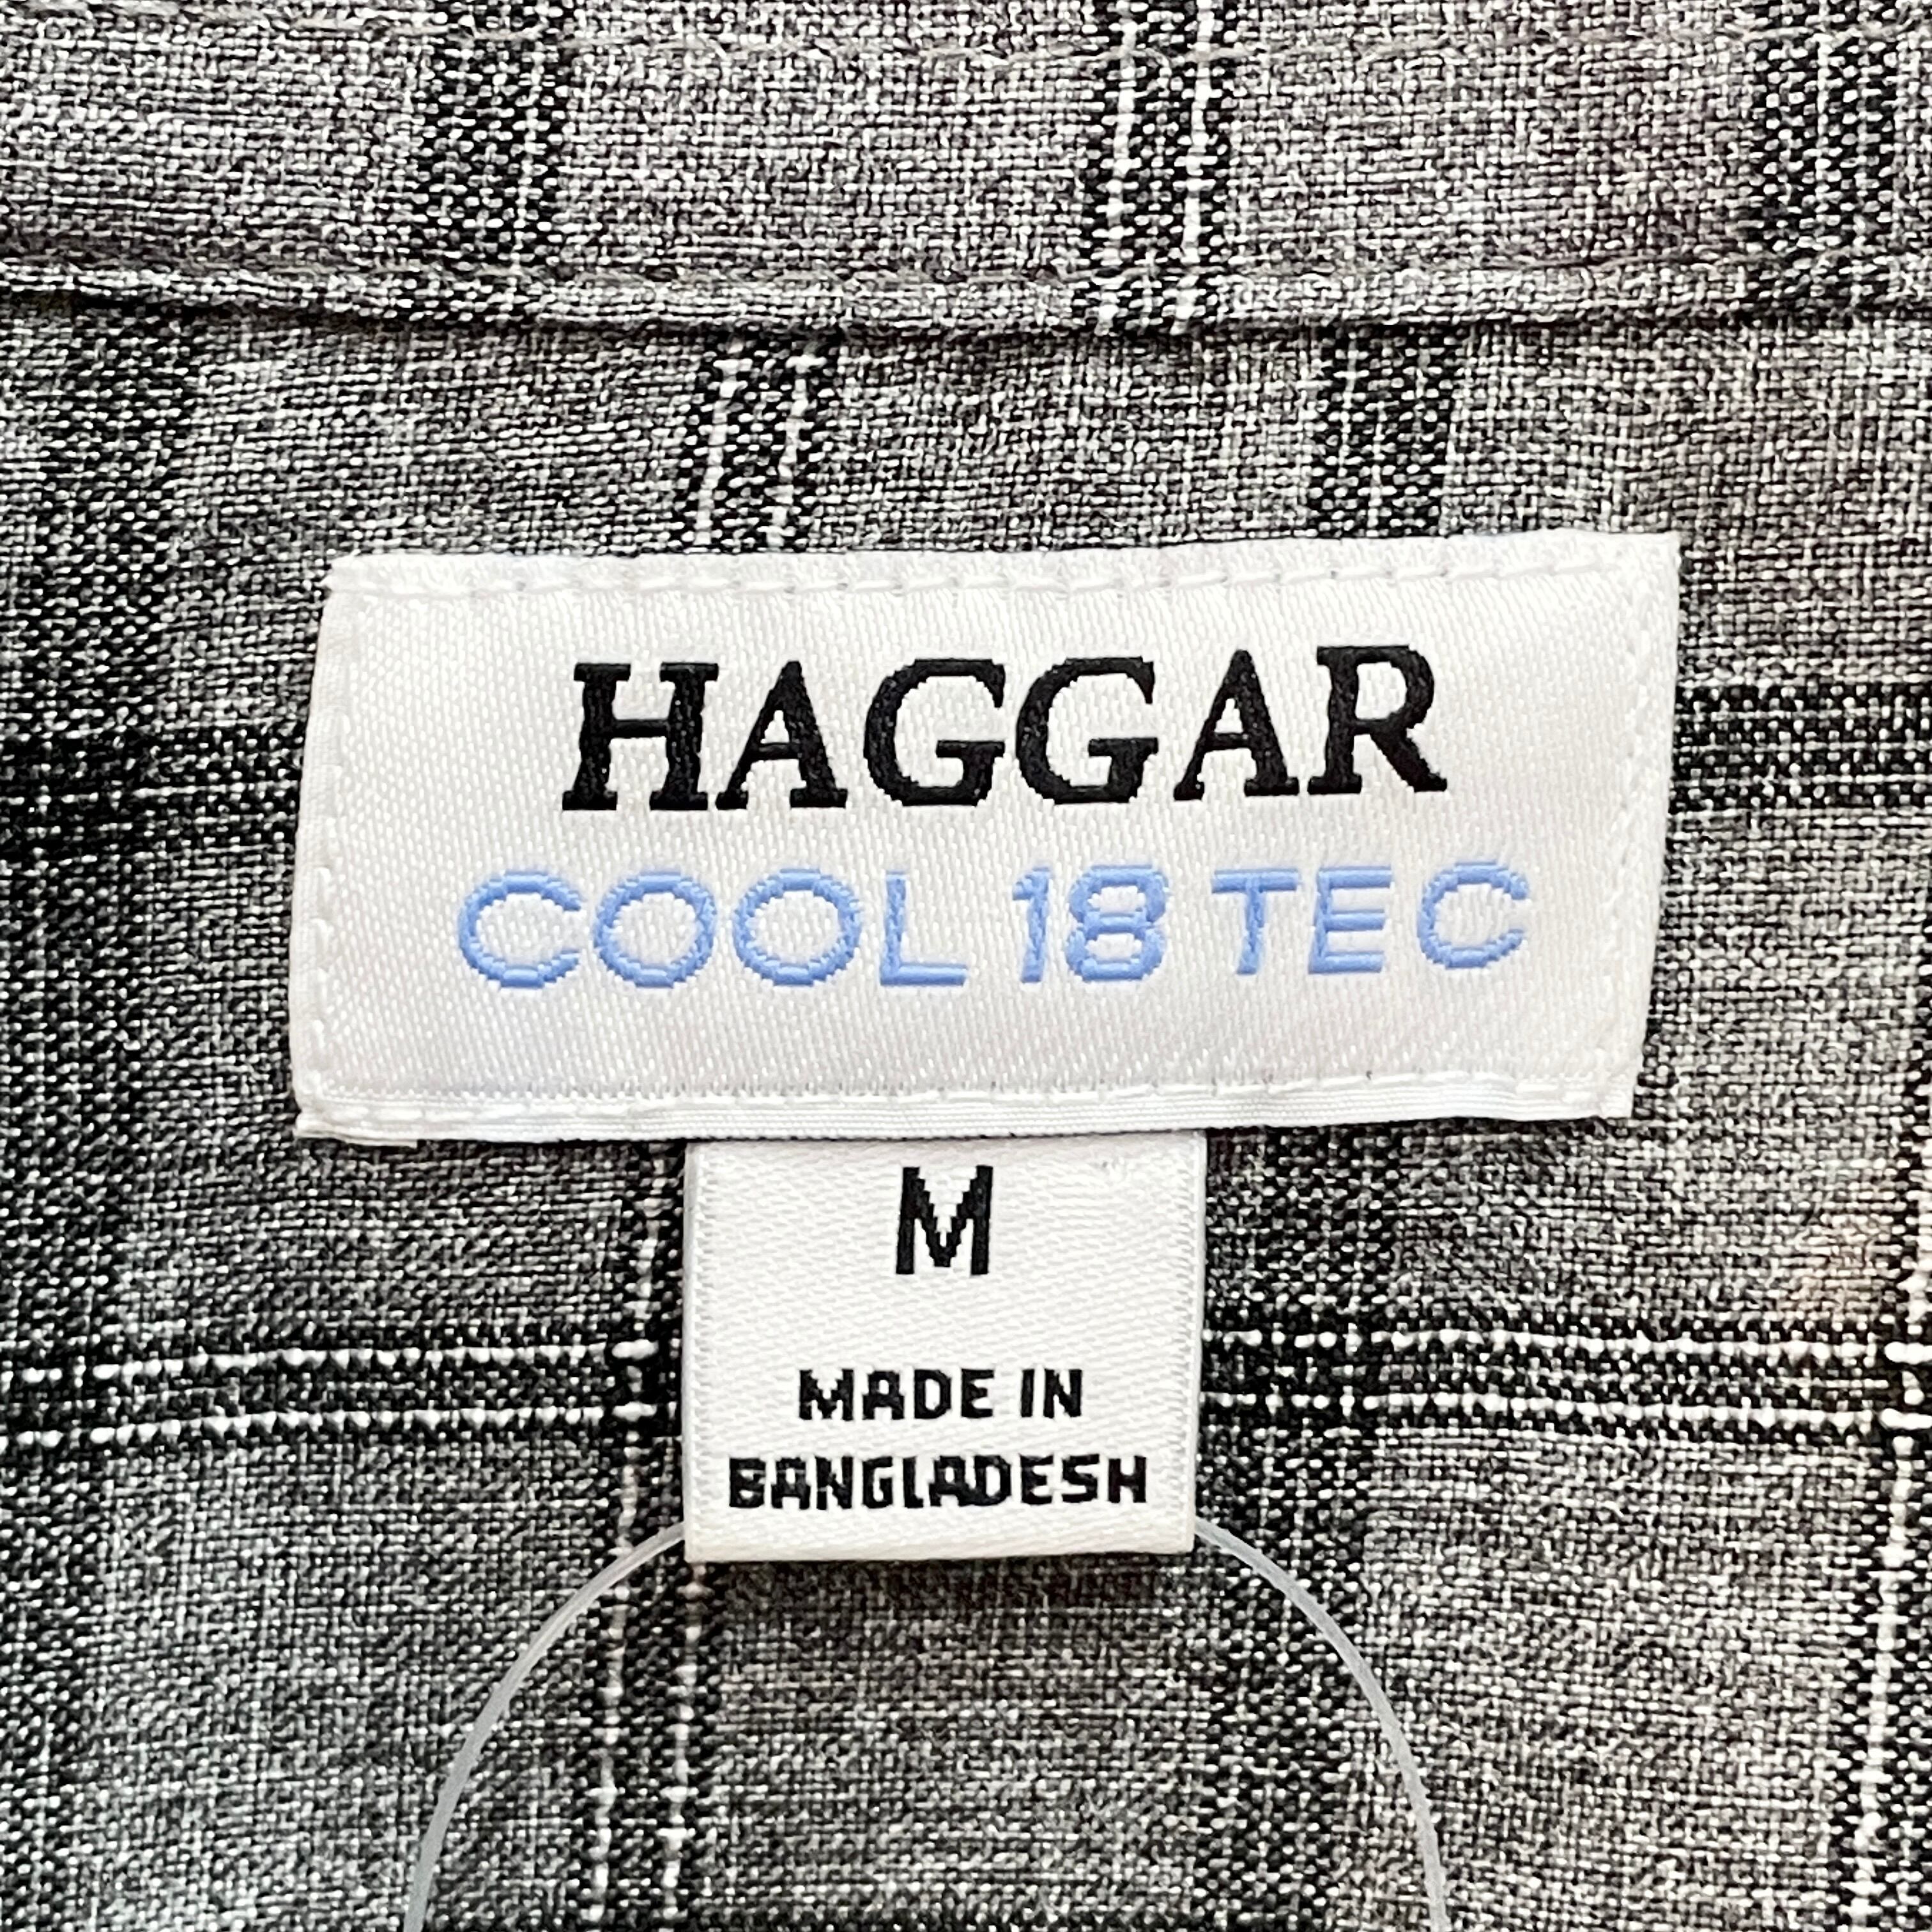 HAGGAR
COOL 18 TEC
M
MADE IN
BANGLADESH